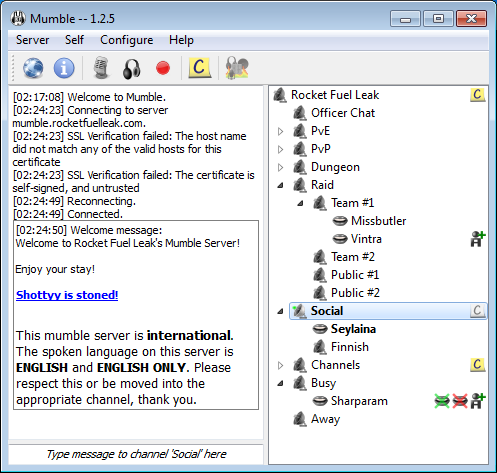 Mumble -- 1.2.5
Server Self Configure Help
[02:17:08] Welcome to Mumble.
[02:24:23] Connecting to server
mumble.rocketfuelleak.com.
[02:24:23] SSL Verification failed: The host name
did not match any of the valid hosts for this
certificate
[02:24:23] SSL Verification failed: The certificate is
self-signed, and untrusted
[02:24:49] Reconnecting.
[02:24:49] Connected.
[02:24:50] Welcome message:
Welcome to Rocket Fuel Leak's Mumble Server!
Enjoy your stay!
Shottyy is stoned!
This mumble server is international.
The spoken language on this server is
ENGLISH and ENGLISH ONLY. Please
respect this or be moved into the
appropriate channel, thank you.
Type message to channel 'Social' here
Rocket Fuel Leak
Officer Chat
PvE
PvP
Dungeon
Raid
Team #1
Missbutler
Vintra
Team #2
Public #1
Public #2
Social
Seylaina
Finnish
Channels
Busy
Sharparam
Away